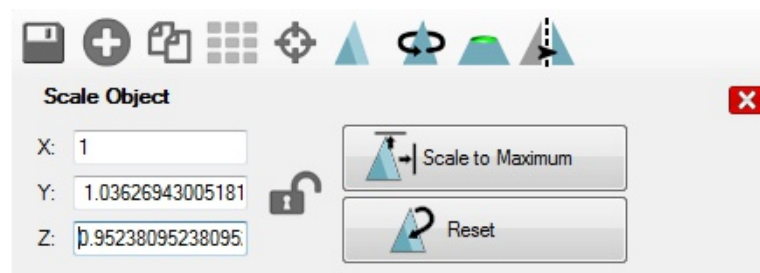 Scale Object
X: 1
Scale to Maximum
Y: 1.03626943005181
Z: 0.95238095238095
Reset